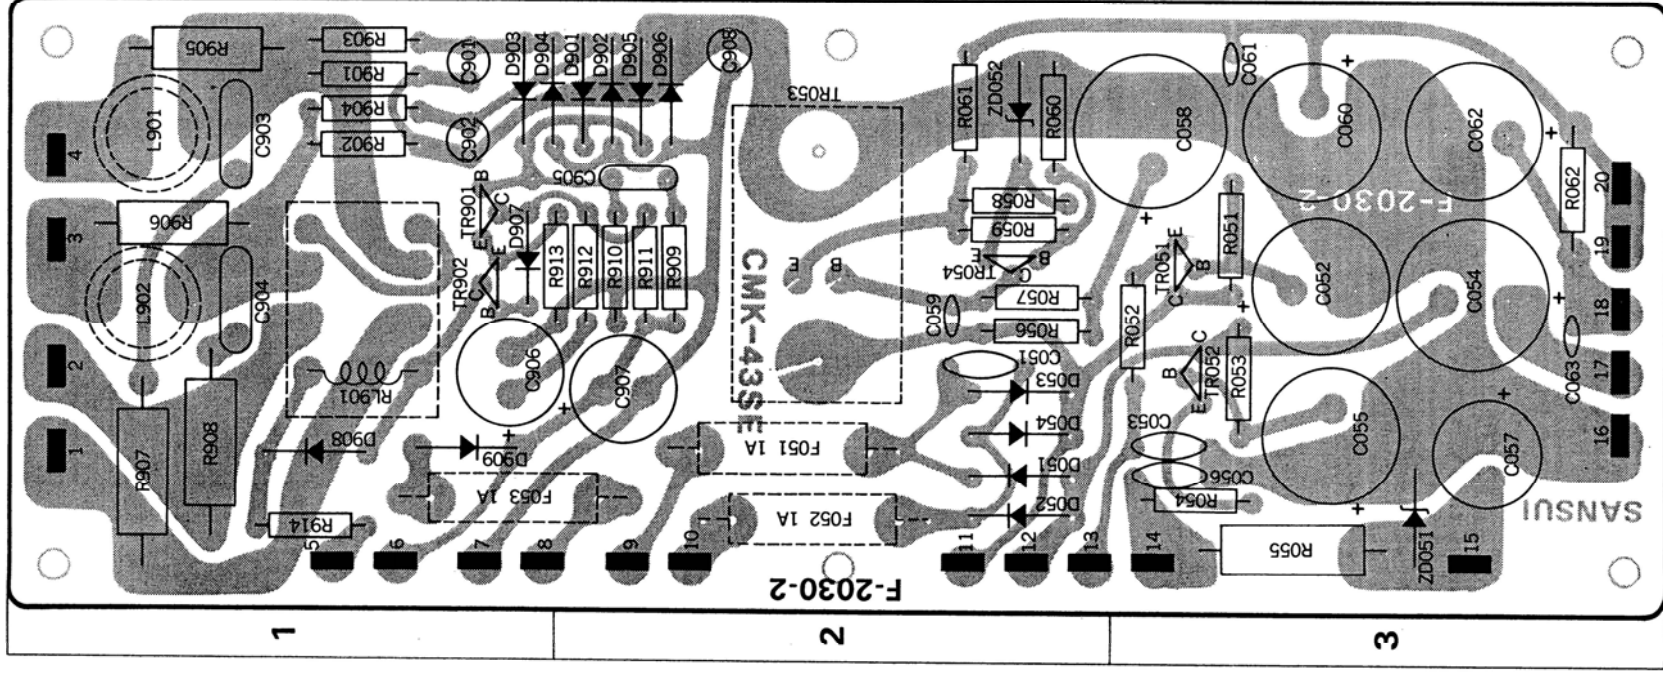 R905
R903
R901
R904
R902
C901
C902
D903
D904
D901
D902
D905
D906
C908
L901
C903
4
3
2
1
R906
L902
C904
C905
TR901
B
C
E
TR902
E
C
B
D907
R913
R912
R910
R911
R909
RL901
C906
+
C907
+
R907
R908
D908
D909
R914
F053 1A
F051 1A
F052 1A
CMK-43SE
TR053
E
B
R061
ZD052
R060
R058
R059
TR054
E
C
B
C059
R057
R056
C051
D053
D054
D051
D052
C058
+
C061
C060
+
C062
+
F-2030-2
R062
R051
TR051
E
B
C
R052
C052
+
C054
+
TR052
C
B
E
R053
C053
C056
R054
C055
+
C057
+
C063
R055
ZD051
20
19
18
17
16
SANSUI
5
6
7
8
9
10
11
12
13
14
15
F-2030-2
1
2
3